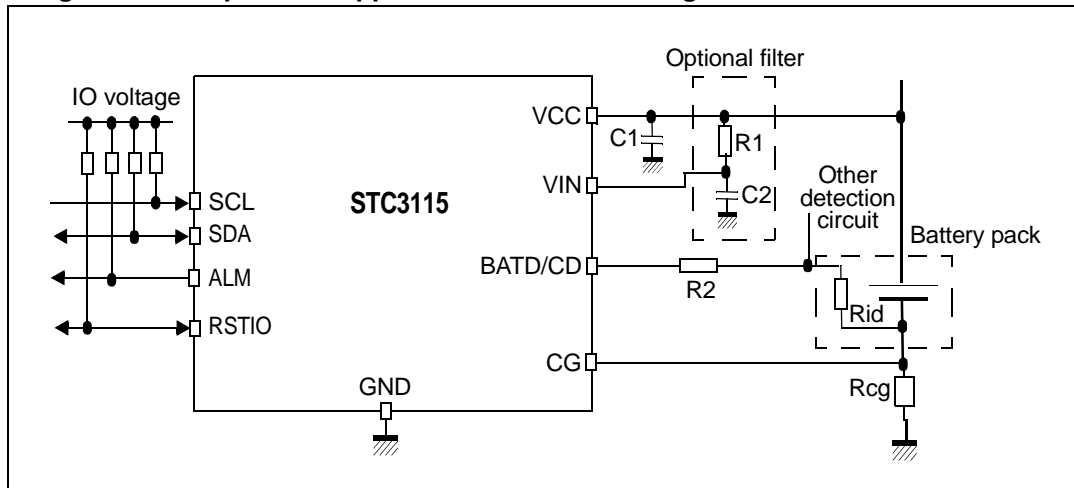 IO voltage
SCL
SDA
ALM
RSTIO
STC3115
GND
VCC
VIN
BATD/CD
CG
Optional filter
C1
R1
C2
R2
Other
detection
circuit
Battery pack
Rid
Rcg